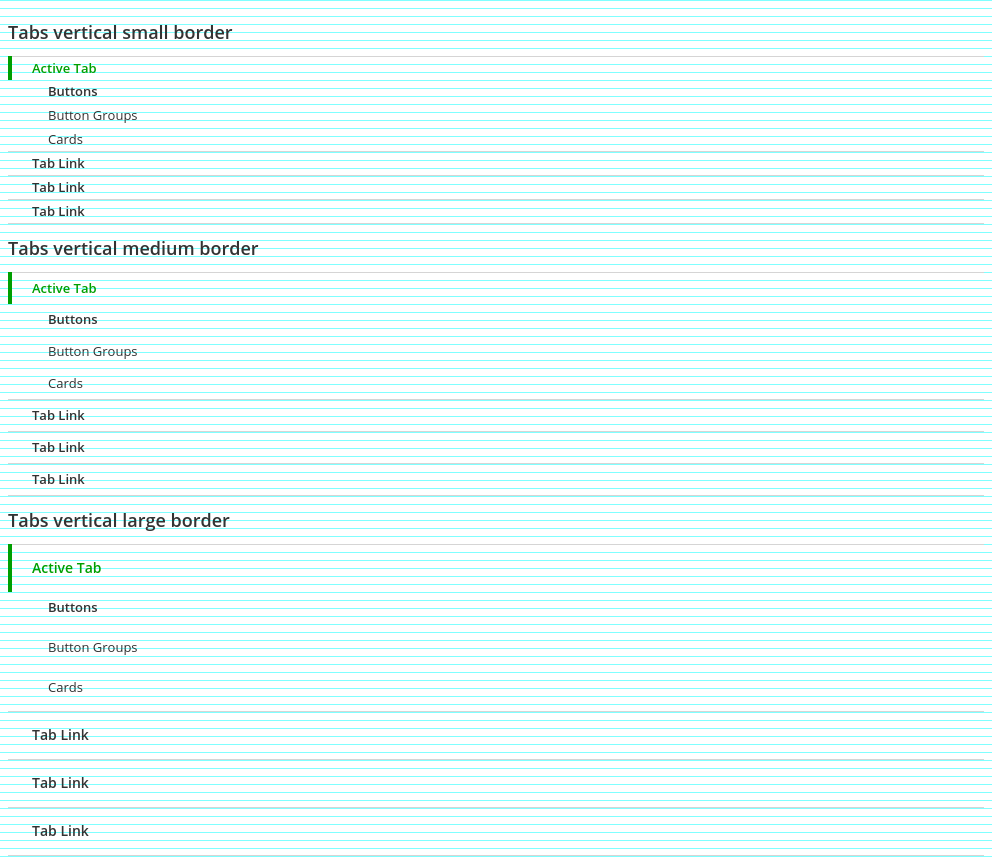 Tabs vertical small border
Active Tab
Buttons
Button Groups
Cards
Tab Link
Tab Link
Tab Link
Tabs vertical medium border
Active Tab
Buttons
Button Groups
Cards
Tab Link
Tab Link
Tab Link
Tabs vertical large border
Active Tab
Buttons
Button Groups
Cards
Tab Link
Tab Link
Tab Link